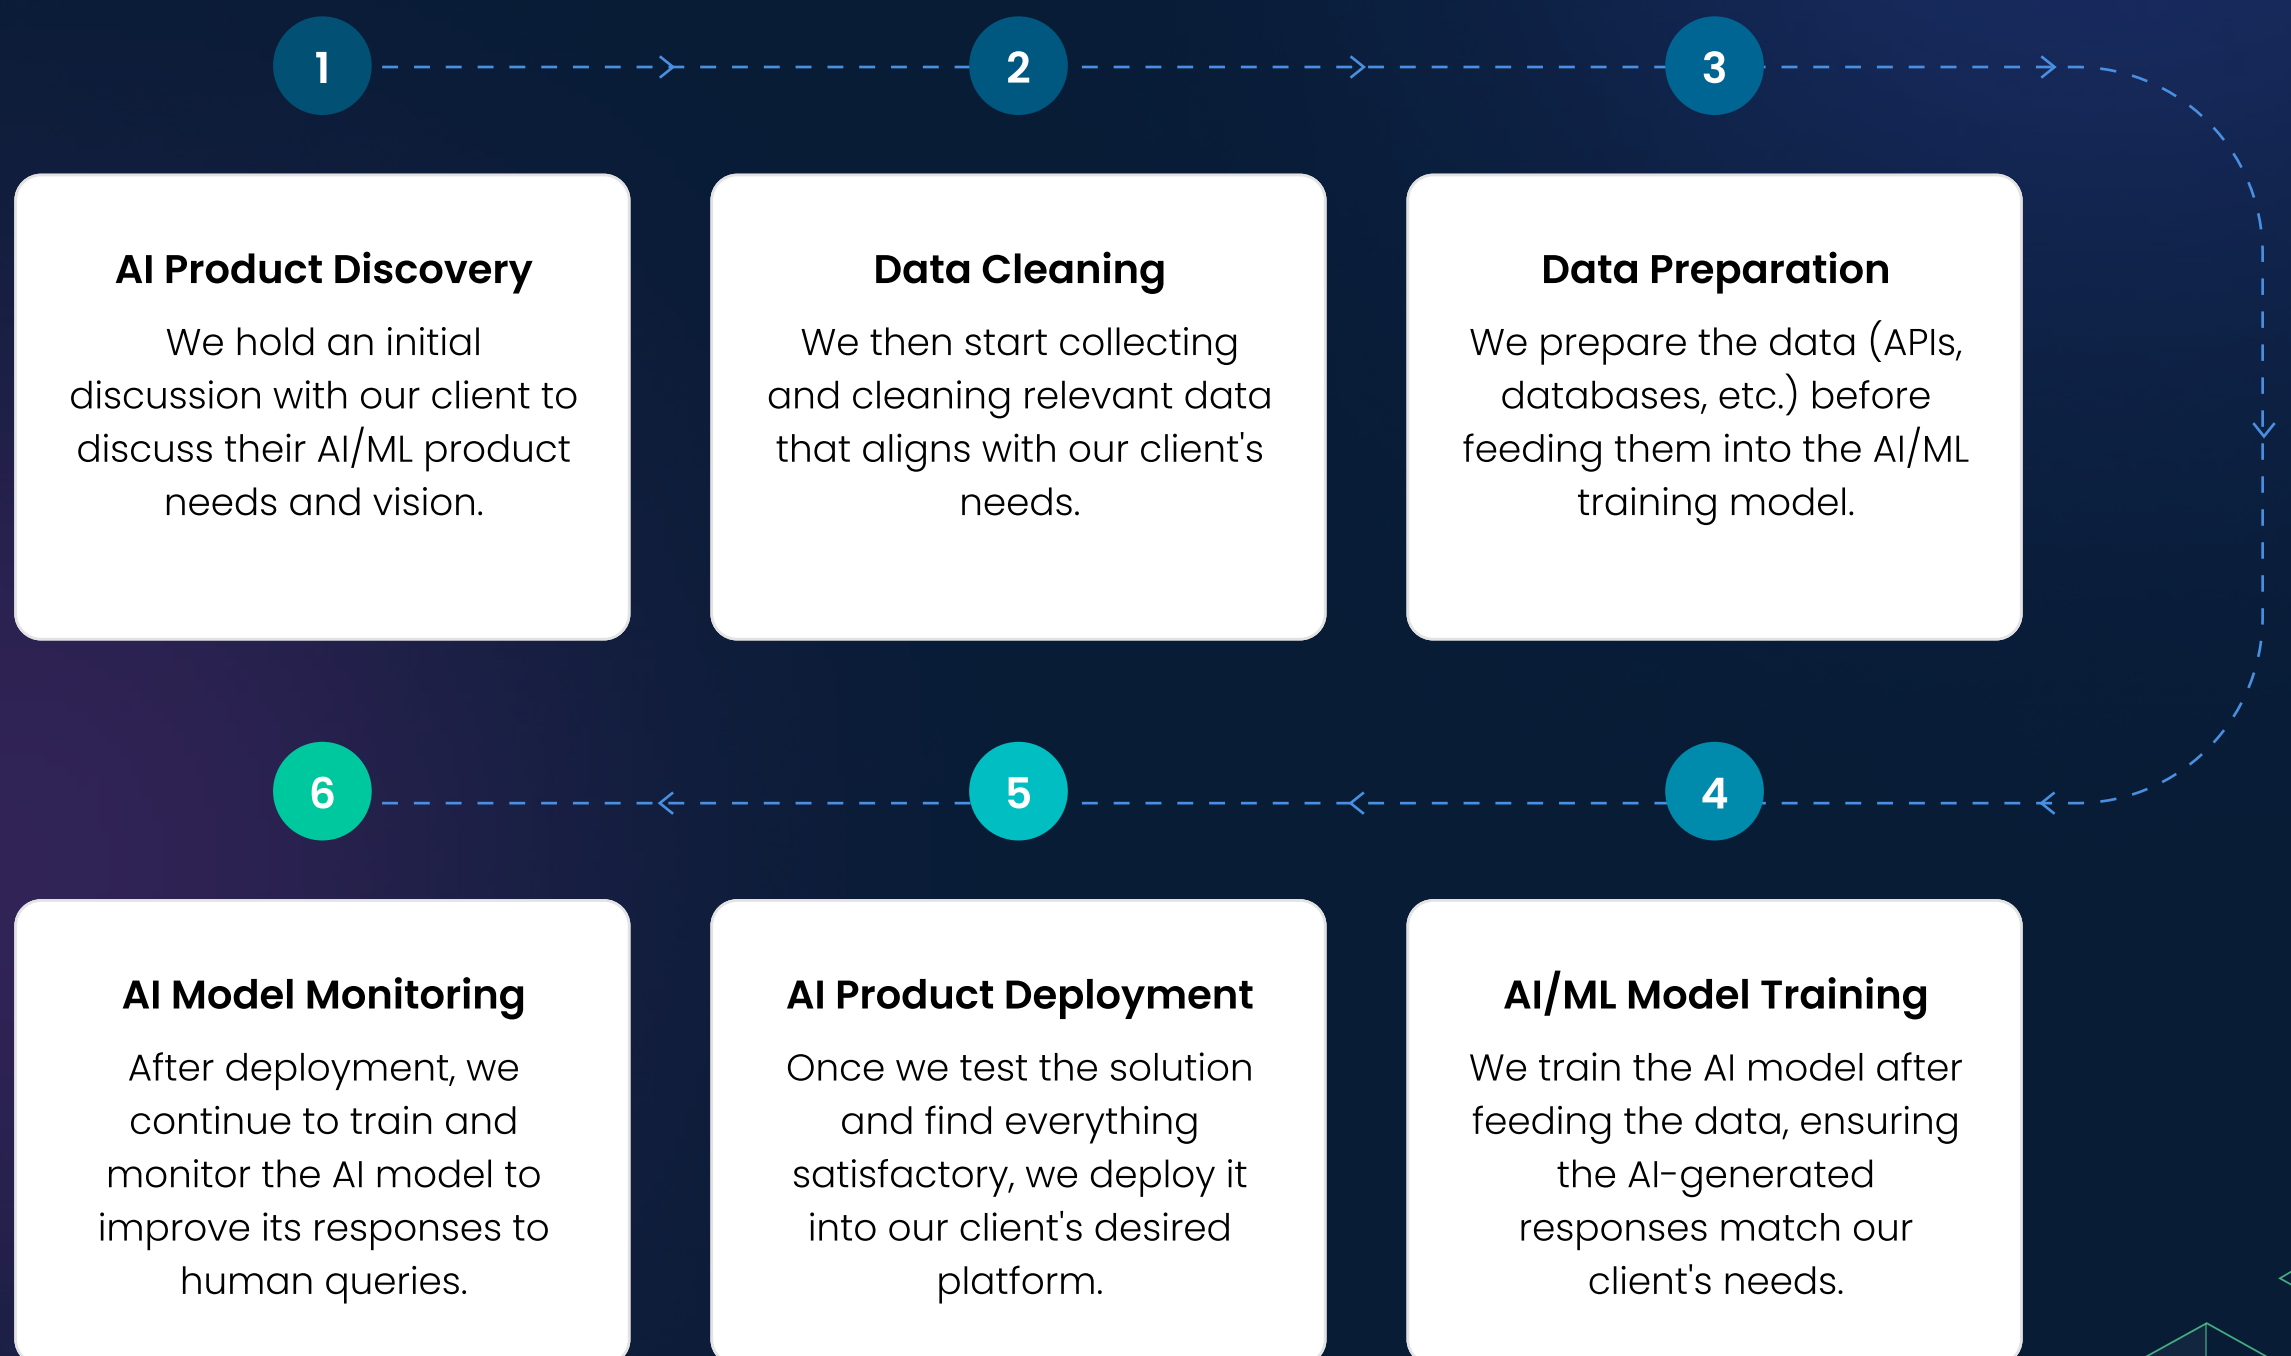 1
2
3
AI Product Discovery
We hold an initial
discussion with our client to
discuss their AI/ML product
needs and vision.
Data Cleaning
We then start collecting
and cleaning relevant data
that aligns with our client's
needs.
Data Preparation
We prepare the data (APIs,
databases, etc.) before
feeding them into the AI/ML
training model.
4
AI/ML Model Training
We train the AI model after
feeding the data, ensuring
the AI-generated
responses match our
client's needs.
5
AI Product Deployment
Once we test the solution
and find everything
satisfactory, we deploy it
into our client's desired
platform.
6
AI Model Monitoring
After deployment, we
continue to train and
monitor the AI model to
improve its responses to
human queries.